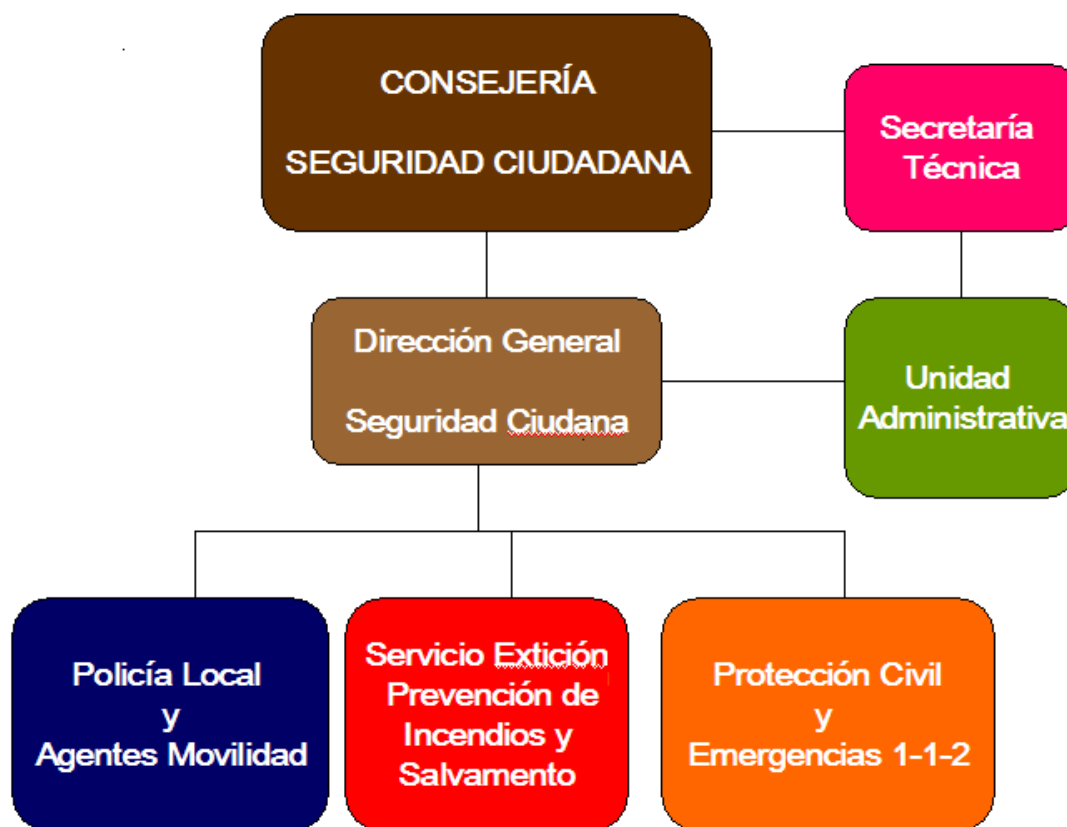 CONSEJERÍA
SEGURIDAD CIUDADANA
Secretaría
Técnica
Dirección General
Seguridad Ciudana
Unidad
Administrativa
Policía Local
y
Agentes Movilidad
Servicio Extición
Prevención de
Incendios y
Salvamento
Protección Civil
y
Emergencias 1-1-2